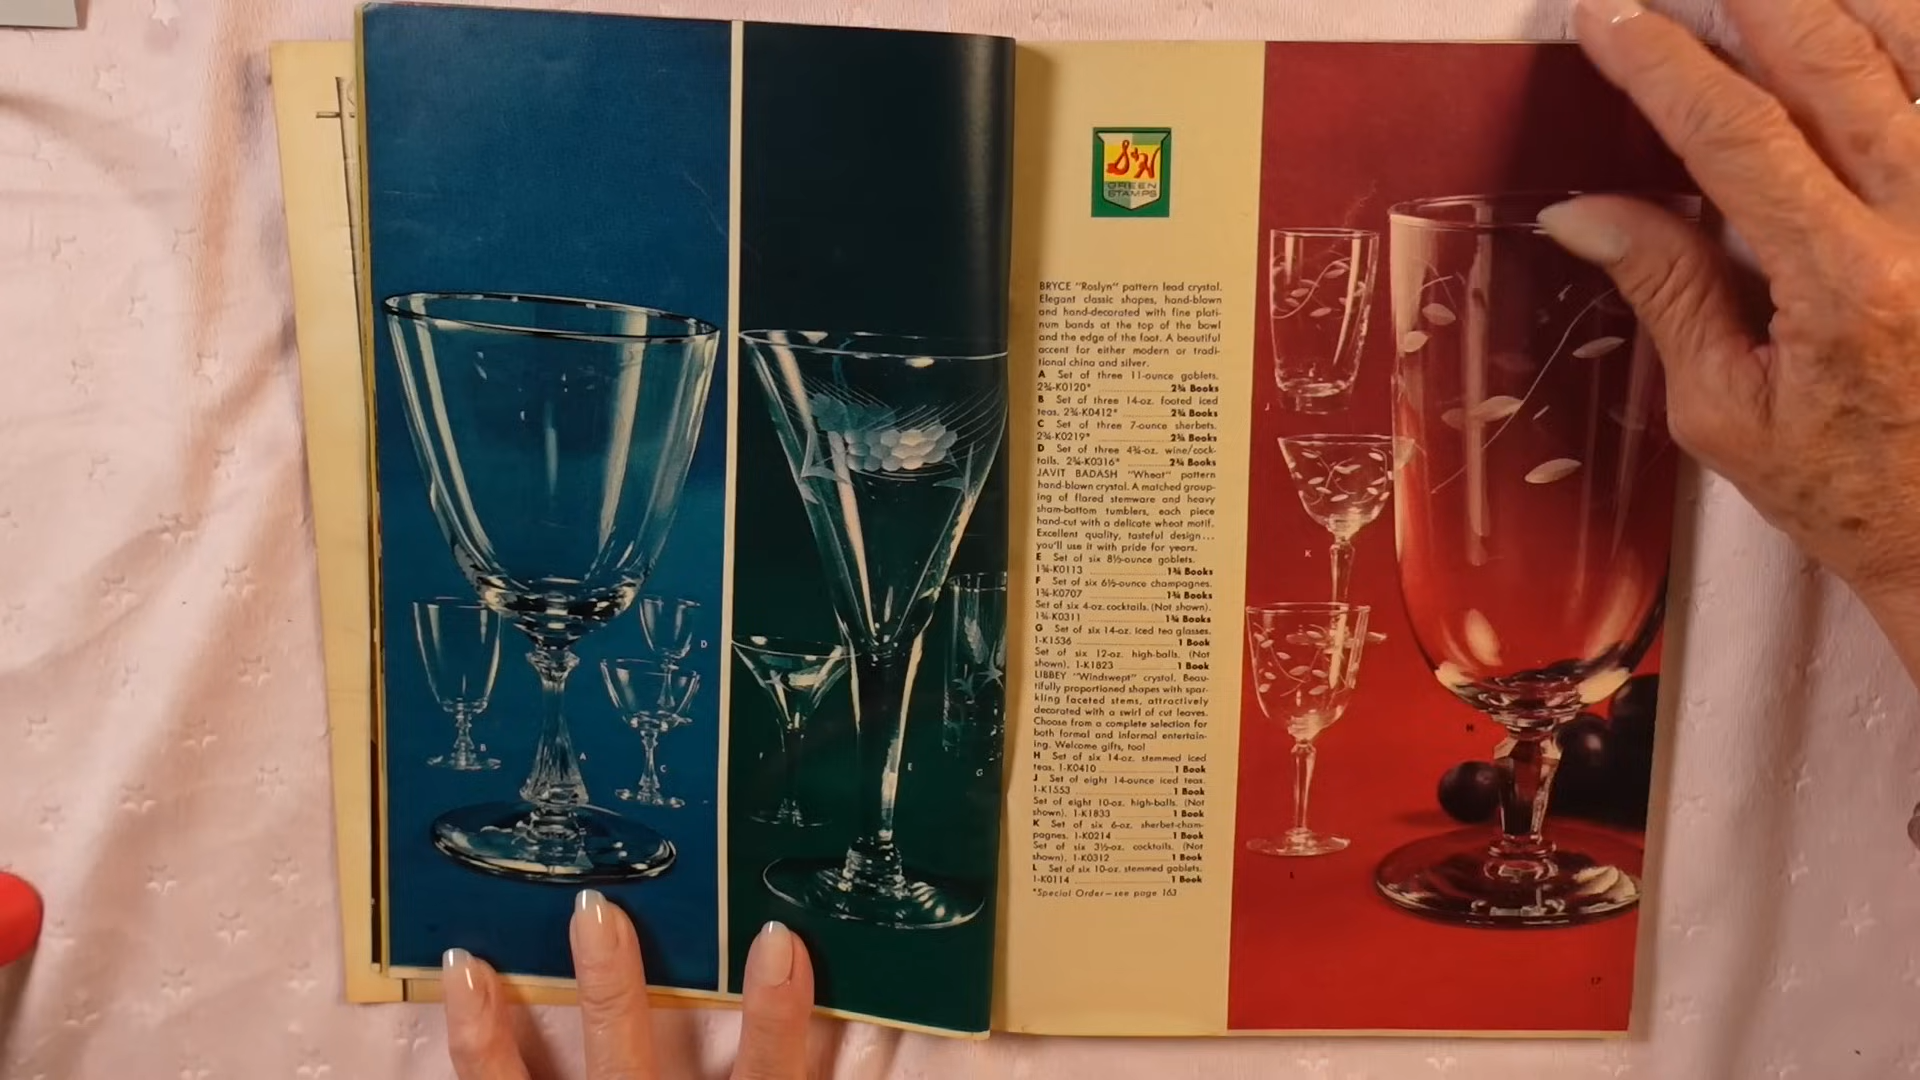 S&H
GREEN
STAMPS
BRYCE "Roslyn" pattern lead crystal.
Elegant classic shapes, hand-blown
and hand-decorated with fine plati-
num bands at the top of the bowl
and the edge of the foot. A beautiful
accent for either modern or tradi-
tional china and silver.
A Set of three 11-ounce goblets.
2¾-K0120* ............ 2¾ Books
B Set of three 14-oz. footed iced
teas. 2¾-K0412* ............ 2¾ Books
C Set of three 7-ounce sherbets.
2¾-K0219* ............ 2¾ Books
D Set of three 4¾-oz. wine/cock-
tails. 2¾-K0316* ............ 2¾ Books
JAVIT BADASH "Wheat" pattern
hand-blown crystal. A matched group-
ing of flared stemware and heavy
sham-bottom tumblers, each piece
hand-cut with a delicate wheat motif.
Excellent quality, tasteful design...
you'll use it with pride for years.
E Set of six 8½-ounce goblets.
1¾-K0113 ............ 1¾ Books
F Set of six 6½-ounce champagnes.
1¾-K0707 ............ 1¾ Books
Set of six 4-oz. cocktails. (Not shown).
1¾-K0311 ............ 1¾ Books
G Set of six 14-oz. iced tea glasses.
1-K1536 ............ 1 Book
Set of six 12-oz. high-balls. (Not
shown). 1-K1823 ............ 1 Book
LIBBEY "Windswept" crystal. Beau-
tifully proportioned shapes with spar-
kling faceted stems, attractively
decorated with a swirl of cut leaves.
Choose from a complete selection for
both formal and informal entertain-
ing. Welcome gifts, too!
H Set of six 14-oz. stemmed iced
teas. 1-K0410 ............ 1 Book
J Set of eight 14-ounce iced teas.
1-K1553 ............ 1 Book
Set of eight 10-oz. high-balls. (Not
shown). 1-K1833 ............ 1 Book
K Set of six 6-oz. sherbet-cham-
pagnes. 1-K0214 ............ 1 Book
Set of six 3½-oz. cocktails. (Not
shown). 1-K0312 ............ 1 Book
L Set of six 10-oz. stemmed goblets.
1-K0114 ............ 1 Book
*Special Order—see page 163
D
B
A
C
F
E
G
J
K
H
L
17